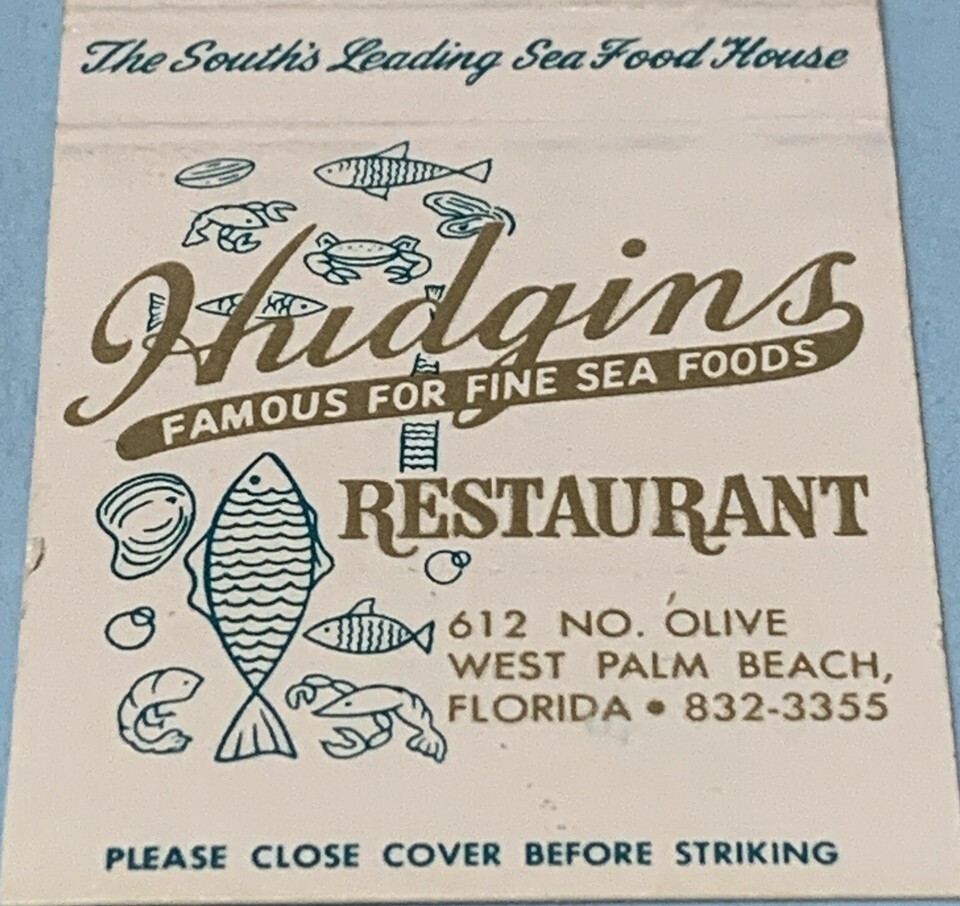 The South's Leading Sea Food House
Hudgins
FAMOUS FOR FINE SEA FOODS
RESTAURANT
612 NO. OLIVE
WEST PALM BEACH,
FLORIDA • 832-3355
PLEASE CLOSE COVER BEFORE STRIKING